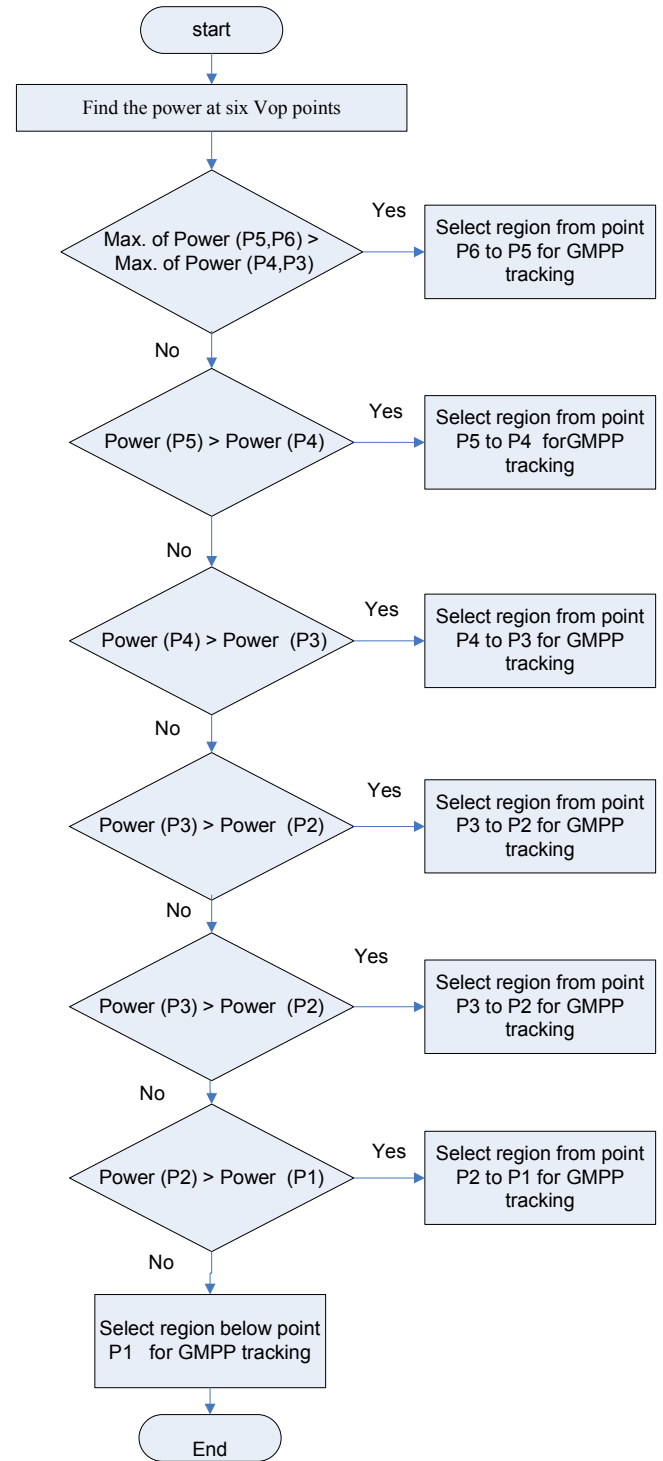 start
Find the power at six Vop points
Max. of Power (P5,P6) >
Max. of Power (P4,P3)
Yes
Select region from point
P6 to P5 for GMPP
tracking
No
Power (P5) > Power (P4)
Yes
Select region from point
P5 to P4 forGMPP
tracking
No
Power (P4) > Power (P3)
Yes
Select region from point
P4 to P3 for GMPP
tracking
No
Power (P3) > Power (P2)
Yes
Select region from point
P3 to P2 for GMPP
tracking
No
Power (P3) > Power (P2)
Yes
Select region from point
P3 to P2 for GMPP
tracking
No
Power (P2) > Power (P1)
Yes
Select region from point
P2 to P1 for GMPP
tracking
No
Select region below point
P1 for GMPP tracking
End